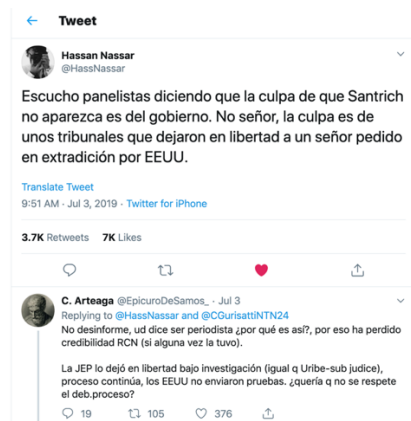 Tweet
Hassan Nassar
@HassNassar
Escucho panelistas diciendo que la culpa de que Santrich
no aparezca es del gobierno. No señor, la culpa es de
unos tribunales que dejaron en libertad a un señor pedido
en extradición por EEUU.
Translate Tweet
9:51 AM · Jul 3, 2019 · Twitter for iPhone
3.7K Retweets 7K Likes
C. Arteaga @EpicuroDeSamos_ · Jul 3
Replying to @HassNassar and @CGurisattiNTN24
No desinforme, ud dice ser periodista ¿por qué es así?, por eso ha perdido
credibilidad RCN (si alguna vez la tuvo).
La JEP lo dejó en libertad bajo investigación (igual q Uribe-sub judice),
proceso continúa, los EEUU no enviaron pruebas. ¿quería q no se respete
el deb.proceso?
19 105 376